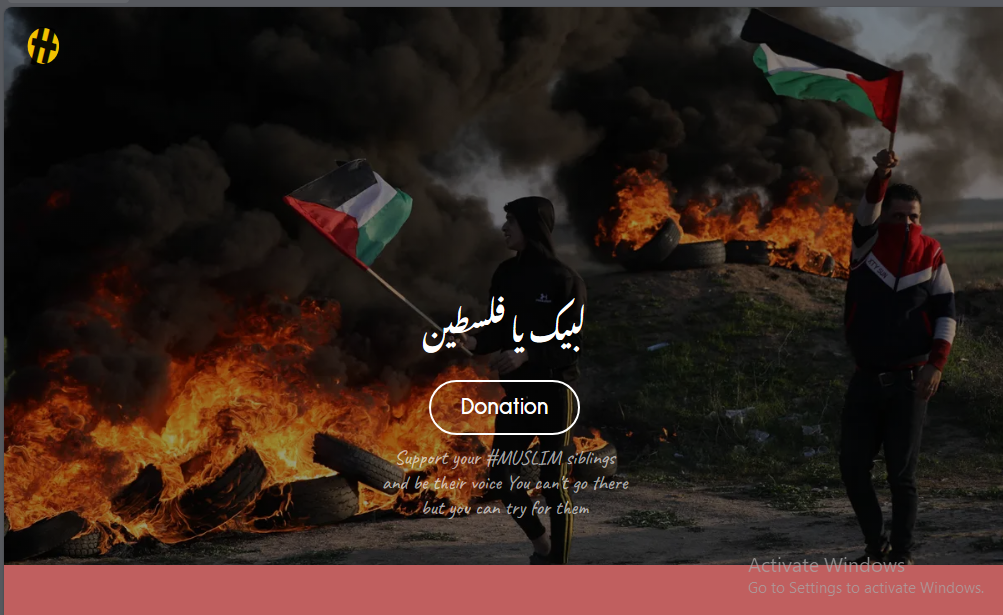 لبیک یا فلسطین
Donation
Support your #MUSLIM siblings
and be their voice You can't go there
but you can try for them
Activate Windows
Go to Settings to activate Windows.